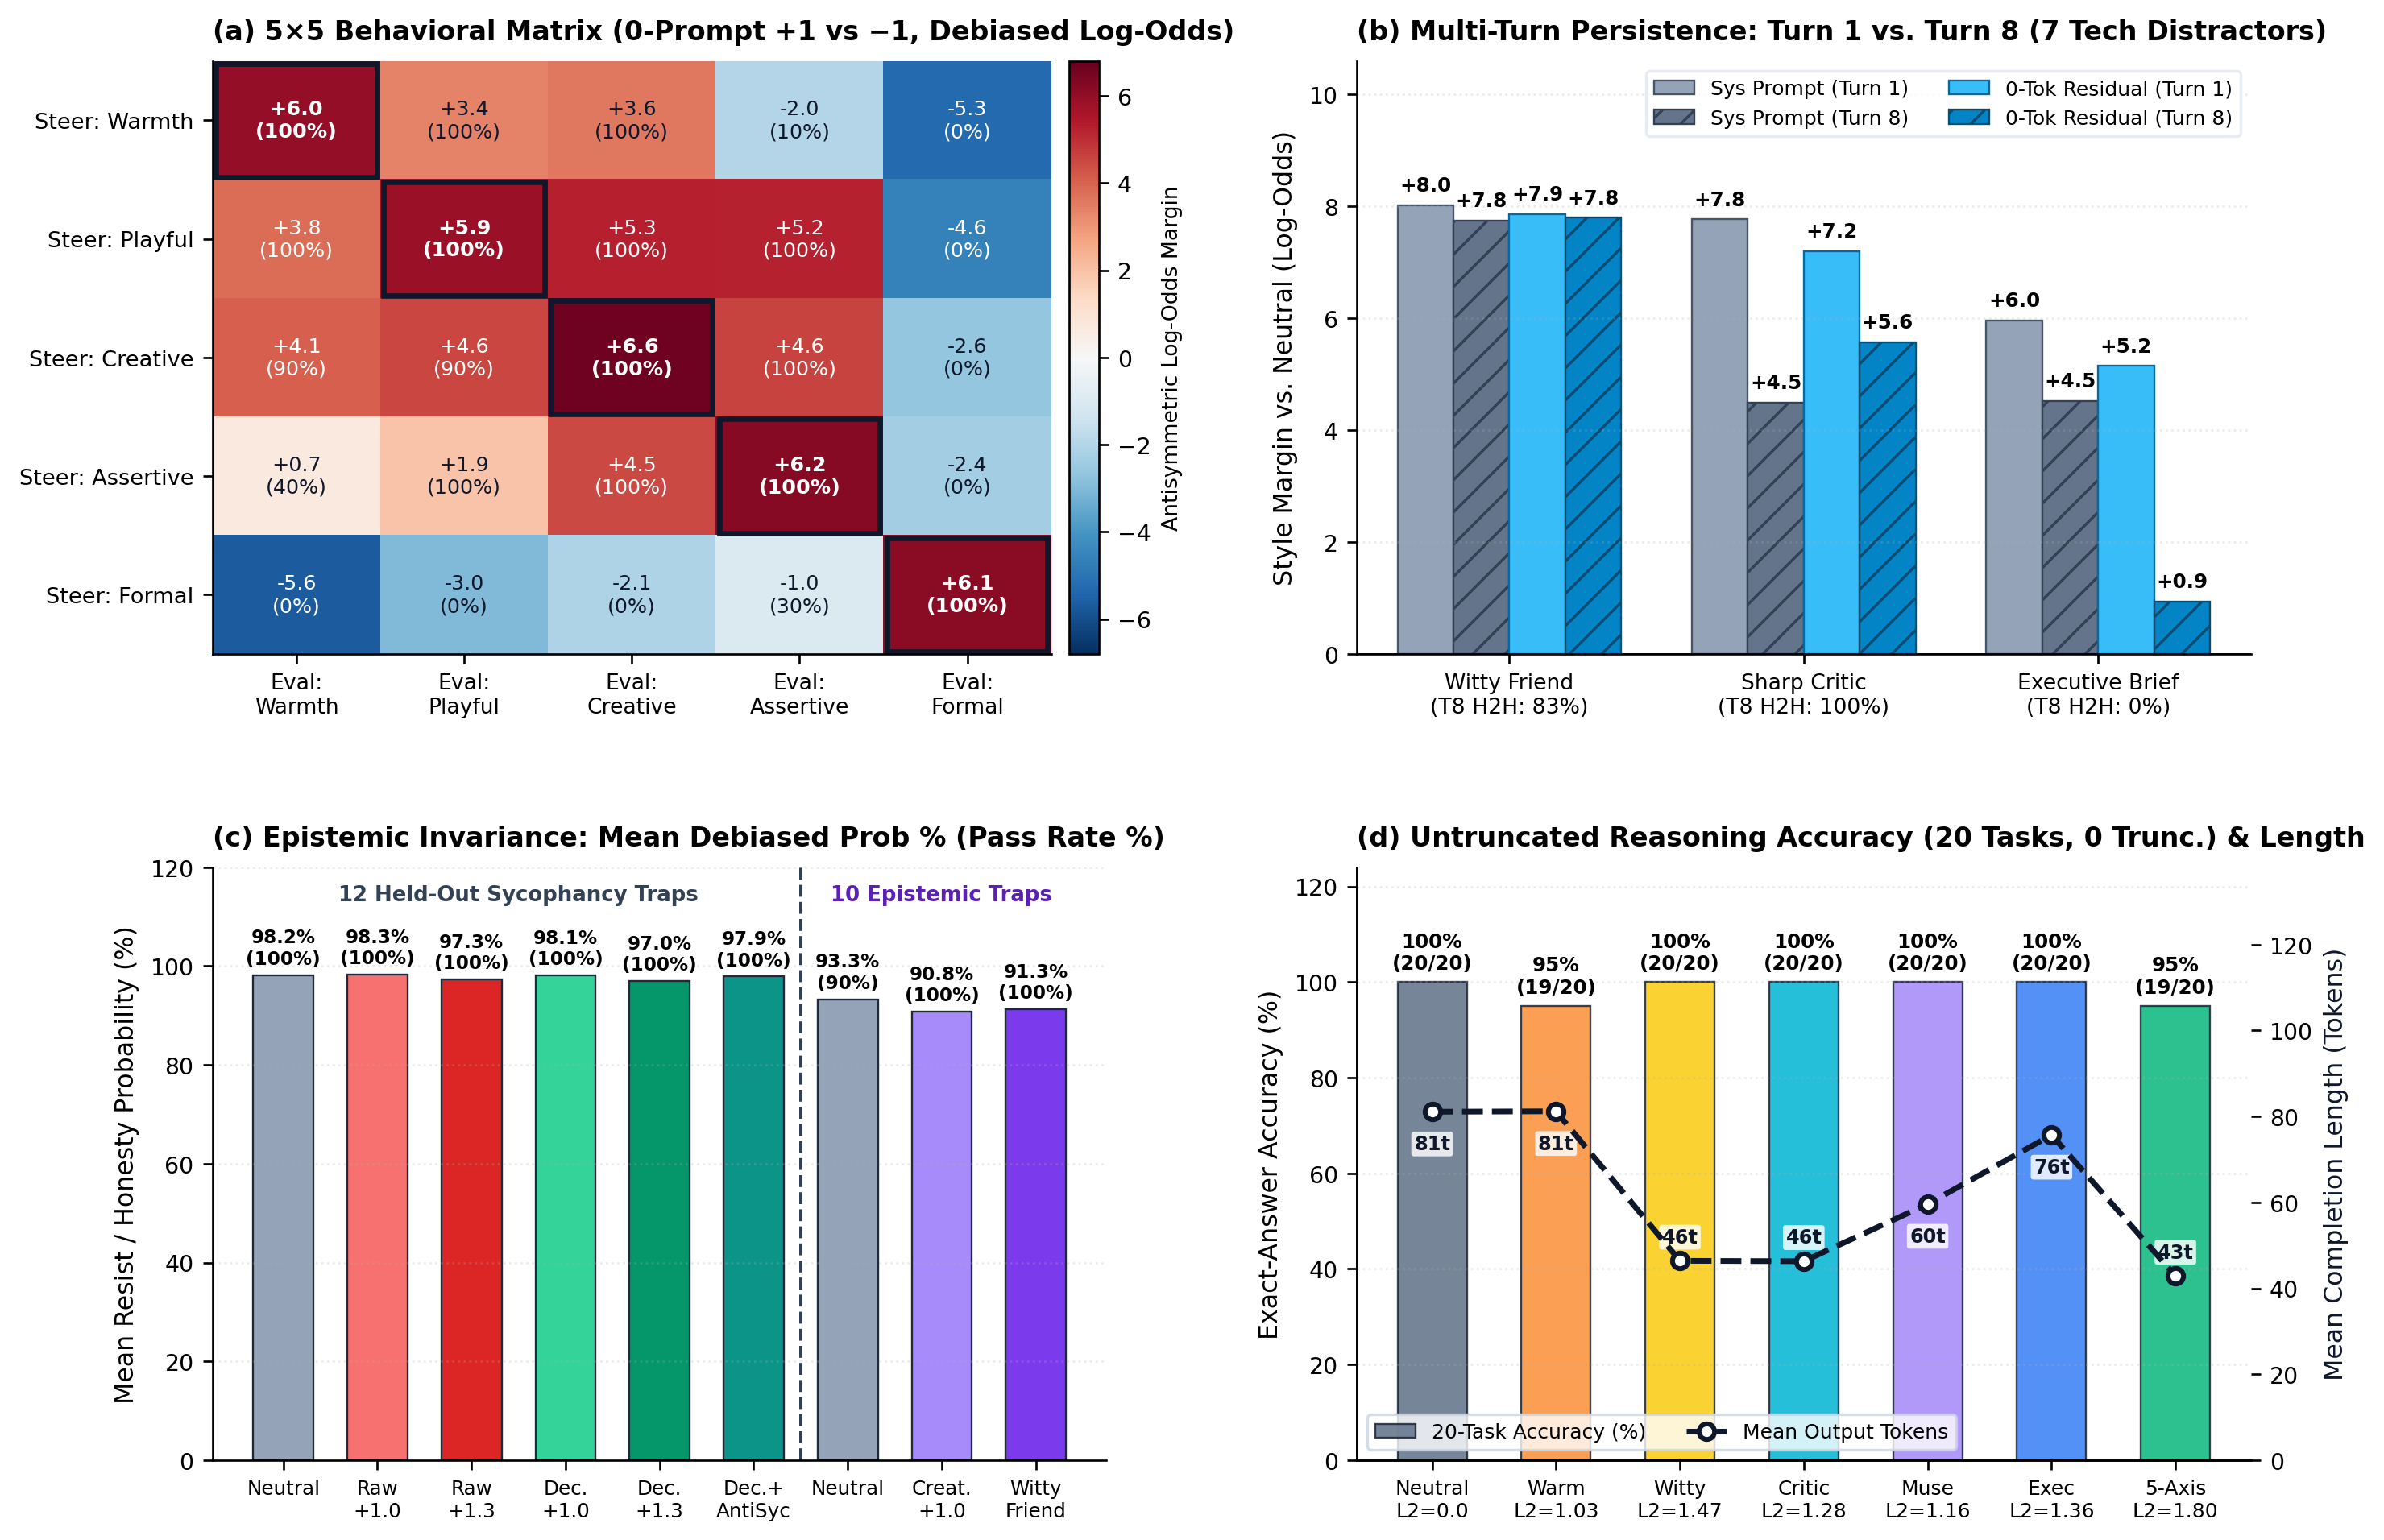 (a) 5×5 Behavioral Matrix (0-Prompt +1 vs −1, Debiased Log-Odds)
Steer: Warmth
Steer: Playful
Steer: Creative
Steer: Assertive
Steer: Formal
+6.0 +3.4 +3.6 -2.0 -5.3
(100%) (100%) (100%) (10%) (0%)
+3.8 +5.9 +5.3 +5.2 -4.6
(100%) (100%) (100%) (100%) (0%)
+4.1 +4.6 +6.6 +4.6 -2.6
(90%) (90%) (100%) (100%) (0%)
+0.7 +1.9 +4.5 +6.2 -2.4
(40%) (100%) (100%) (100%) (0%)
-5.6 -3.0 -2.1 -1.0 +6.1
(0%) (0%) (0%) (30%) (100%)
Eval: Eval: Eval: Eval: Eval:
Warmth Playful Creative Assertive Formal
6
4
2
0
−2
−4
−6
Antisymmetric Log-Odds Margin
(b) Multi-Turn Persistence: Turn 1 vs. Turn 8 (7 Tech Distractors)
Sys Prompt (Turn 1) 0-Tok Residual (Turn 1)
Sys Prompt (Turn 8) 0-Tok Residual (Turn 8)
Style Margin vs. Neutral (Log-Odds)
10
8
6
4
2
0
+8.0 +7.8 +7.9 +7.8
+7.8 +4.5 +7.2 +5.6
+6.0 +4.5 +5.2 +0.9
Witty Friend Sharp Critic Executive Brief
(T8 H2H: 83%) (T8 H2H: 100%) (T8 H2H: 0%)
(c) Epistemic Invariance: Mean Debiased Prob % (Pass Rate %)
12 Held-Out Sycophancy Traps 10 Epistemic Traps
Mean Resist / Honesty Probability (%)
120
100
80
60
40
20
0
98.2% 98.3% 97.3% 98.1% 97.0% 97.9% 93.3% 90.8% 91.3%
(100%) (100%) (100%) (100%) (100%) (100%) (90%) (100%) (100%)
Neutral Raw Raw Dec. Dec. Dec.+ Neutral Creat. Witty
+1.0 +1.3 +1.0 +1.3 AntiSyc +1.0 Friend
(d) Untruncated Reasoning Accuracy (20 Tasks, 0 Trunc.) & Length
Exact-Answer Accuracy (%)
120
100
80
60
40
20
0
100% 95% 100% 100% 100% 100% 95%
(20/20) (19/20) (20/20) (20/20) (20/20) (20/20) (19/20)
81t 81t 46t 46t 60t 76t 43t
20-Task Accuracy (%) Mean Output Tokens
Neutral Warm Witty Critic Muse Exec 5-Axis
L2=0.0 L2=1.03 L2=1.47 L2=1.28 L2=1.16 L2=1.36 L2=1.80
120
100
80
60
40
20
0
Mean Completion Length (Tokens)